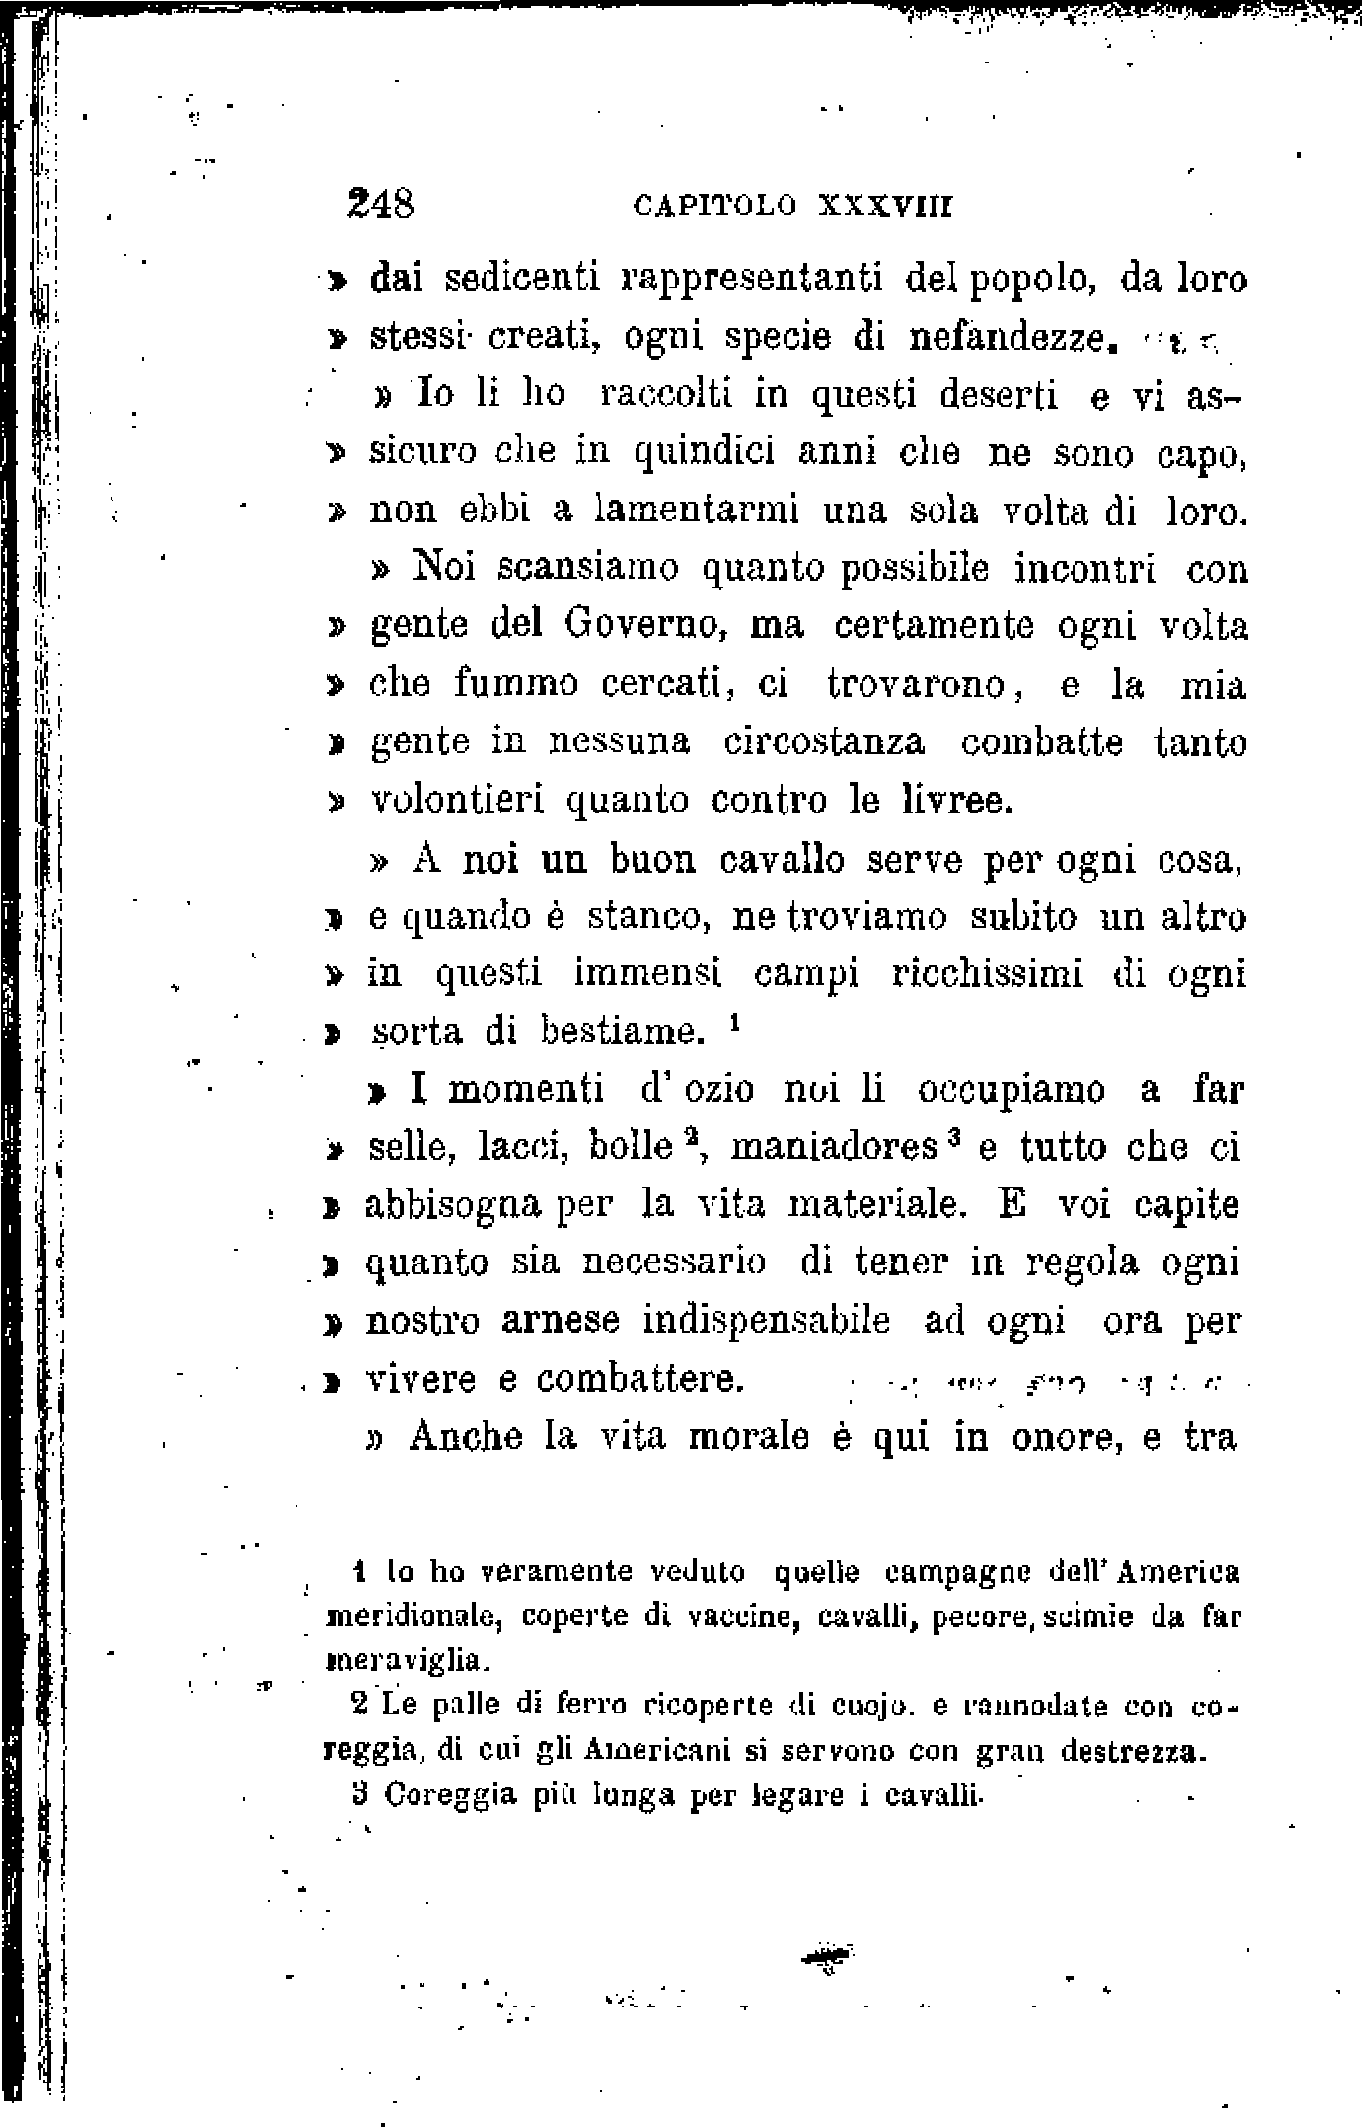 248 CAPITOLO XXXVIII
» dai sedicenti rappresentanti del popolo, da loro
» stessi creati, ogni specie di nefandezze.
» Io li ho raccolti in questi deserti e vi as-
» sicuro che in quindici anni che ne sono capo,
» non ebbi a lamentarmi una sola volta di loro.
» Noi scansiamo quanto possibile incontri con
» gente del Governo, ma certamente ogni volta
» che fummo cercati, ci trovarono, e la mia
» gente in nessuna circostanza combatte tanto
» volontieri quanto contro le livree.
» A noi un buon cavallo serve per ogni cosa,
» e quando è stanco, ne troviamo subito un altro
» in questi immensi campi ricchissimi di ogni
» sorta di bestiame. ¹
» I momenti d' ozio noi li occupiamo a far
» selle, lacci, bolle ², maniadores ³ e tutto che ci
» abbisogna per la vita materiale. E voi capite
» quanto sia necessario di tener in regola ogni
» nostro arnese indispensabile ad ogni ora per
» vivere e combattere.
» Anche la vita morale è qui in onore, e tra
1 Io ho veramente veduto quelle campagne dell' America
meridionale, coperte di vaccine, cavalli, pecore, scimie da far
meraviglia.
2 Le palle di ferro ricoperte di cuojo. e rannodate con co-
reggia, di cui gli Americani si servono con gran destrezza.
3 Coreggia più lunga per legare i cavalli.